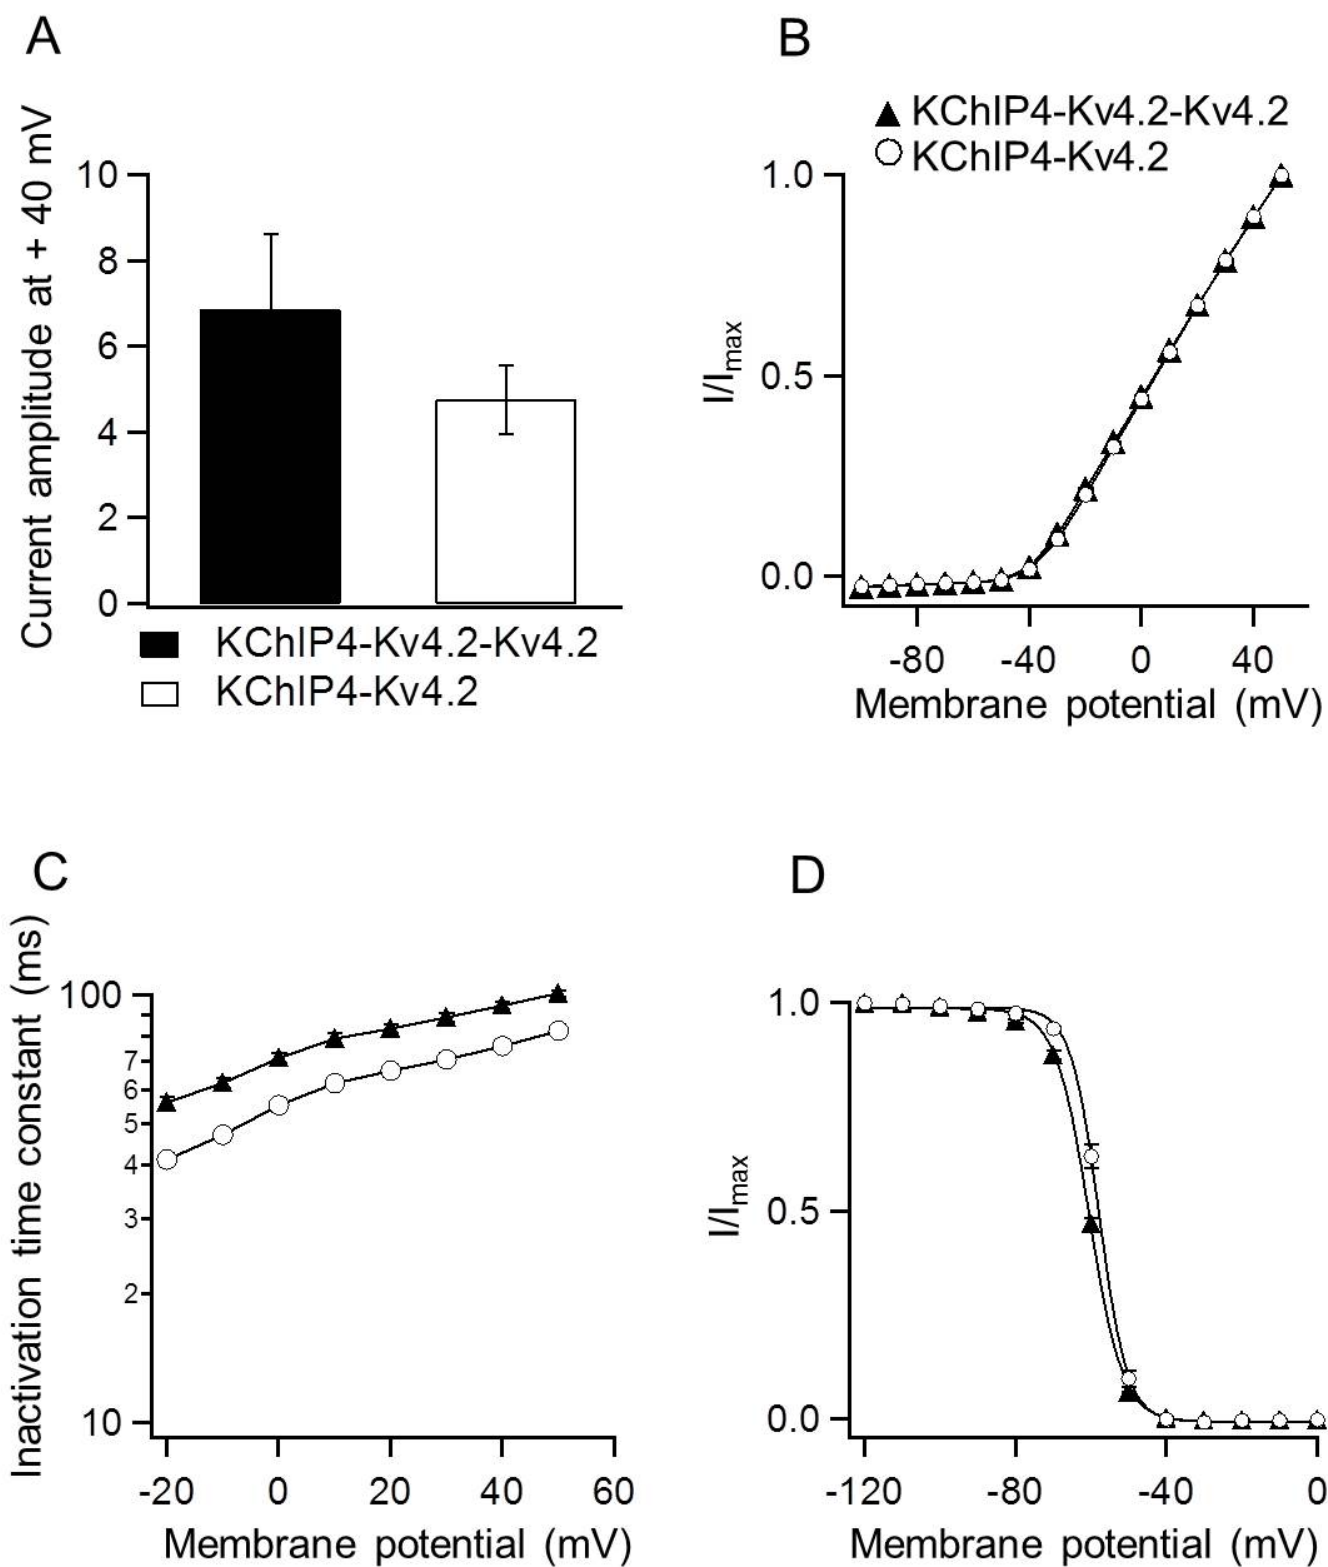 A
Current amplitude at + 40 mV
10
8
6
4
2
0
KChIP4-Kv4.2-Kv4.2
KChIP4-Kv4.2
B
KChIP4-Kv4.2-Kv4.2
KChIP4-Kv4.2
I/Imax
1.0
0.5
0.0
-80 -40 0 40
Membrane potential (mV)
C
Inactivation time constant (ms)
100
7
6
5
4
3
2
10
-20 0 20 40 60
Membrane potential (mV)
D
I/Imax
1.0
0.5
0.0
-120 -80 -40 0
Membrane potential (mV)